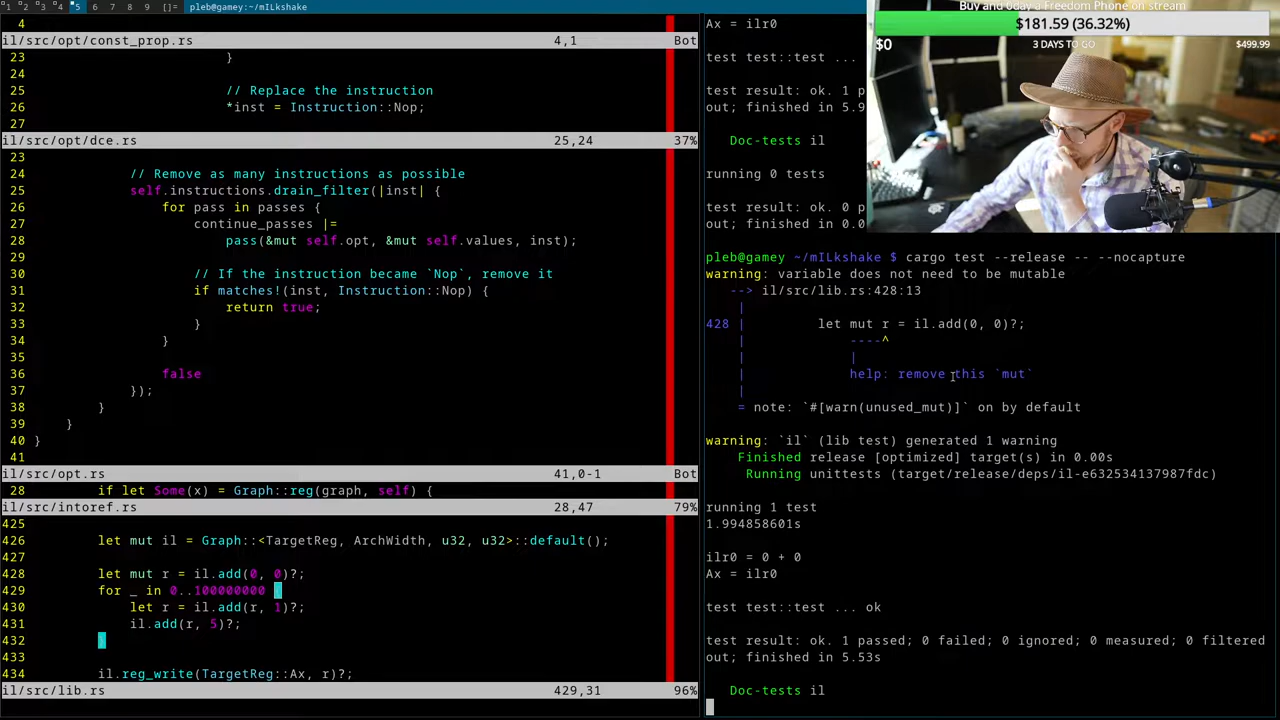 1 2 3 4 5 6 7 8 9 []= pleb@gamey:~/mILkshake
4
il/src/opt/const_prop.rs 4,1 Bot
23 }
24
25 // Replace the instruction
26 *inst = Instruction::Nop;
27
il/src/opt/dce.rs 25,24 37%
23
24 // Remove as many instructions as possible
25 self.instructions.drain_filter(|inst| {
26 for pass in passes {
27 continue_passes |=
28 pass(&mut self.opt, &mut self.values, inst);
29
30 // If the instruction became `Nop`, remove it
31 if matches!(inst, Instruction::Nop) {
32 return true;
33 }
34 }
35
36 false
37 });
38 }
39 }
40 }
41
il/src/opt.rs 41,0-1 Bot
28 if let Some(x) = Graph::reg(graph, self) {
il/src/intoref.rs 28,47 79%
425
426 let mut il = Graph::<TargetReg, ArchWidth, u32, u32>::default();
427
428 let mut r = il.add(0, 0)?;
429 for _ in 0..100000000 {
430 let r = il.add(r, 1)?;
431 il.add(r, 5)?;
432 }
433
434 il.reg_write(TargetReg::Ax, r)?;
il/src/lib.rs 429,31 96%
Ax = ilr0
test test::test ...
test result: ok. 1 p
out; finished in 5.9
Doc-tests il
running 0 tests
test result: ok. 0 p
out; finished in 0.0
pleb@gamey ~/mILkshake $ cargo test --release -- --nocapture
warning: variable does not need to be mutable
--> il/src/lib.rs:428:13
|
428 | let mut r = il.add(0, 0)?;
| ----^
| |
| help: remove this `mut`
|
= note: `#[warn(unused_mut)]` on by default
warning: `il` (lib test) generated 1 warning
Finished release [optimized] target(s) in 0.00s
Running unittests (target/release/deps/il-e632534137987fdc)
running 1 test
1.994858601s
ilr0 = 0 + 0
Ax = ilr0
test test::test ... ok
test result: ok. 1 passed; 0 failed; 0 ignored; 0 measured; 0 filtered
out; finished in 5.53s
Doc-tests il
Buy and 0day a Freedom Phone on stream
$181.59 (36.32%)
$0 3 DAYS TO GO $499.99